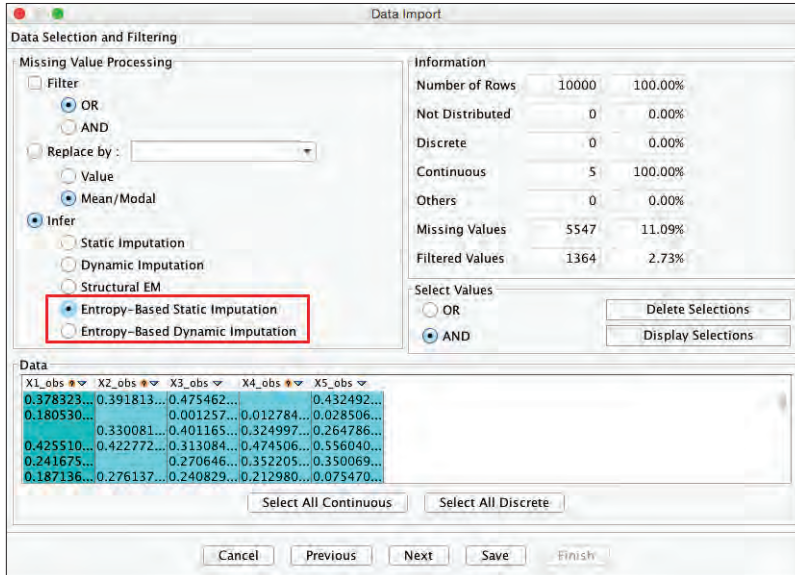 Data Import
Data Selection and Filtering
Missing Value Processing
Filter
OR
AND
Replace by :
Value
Mean/Modal
Infer
Static Imputation
Dynamic Imputation
Structural EM
Entropy-Based Static Imputation
Entropy-Based Dynamic Imputation
Information
Number of Rows 10000 100.00%
Not Distributed 0 0.00%
Discrete 0 0.00%
Continuous 5 100.00%
Others 0 0.00%
Missing Values 5547 11.09%
Filtered Values 1364 2.73%
Select Values
OR
AND
Delete Selections
Display Selections
Data
X1_obs X2_obs X3_obs X4_obs X5_obs
0.378323... 0.391813... 0.475462... 0.432492...
0.180530... 0.001257... 0.012784... 0.028506...
0.330081... 0.401165... 0.324997... 0.264786...
0.425510... 0.422772... 0.313084... 0.474506... 0.556040...
0.241675... 0.270646... 0.352205... 0.350069...
0.187136... 0.276137... 0.240829... 0.212980... 0.075470...
Select All Continuous Select All Discrete
Cancel Previous Next Save Finish